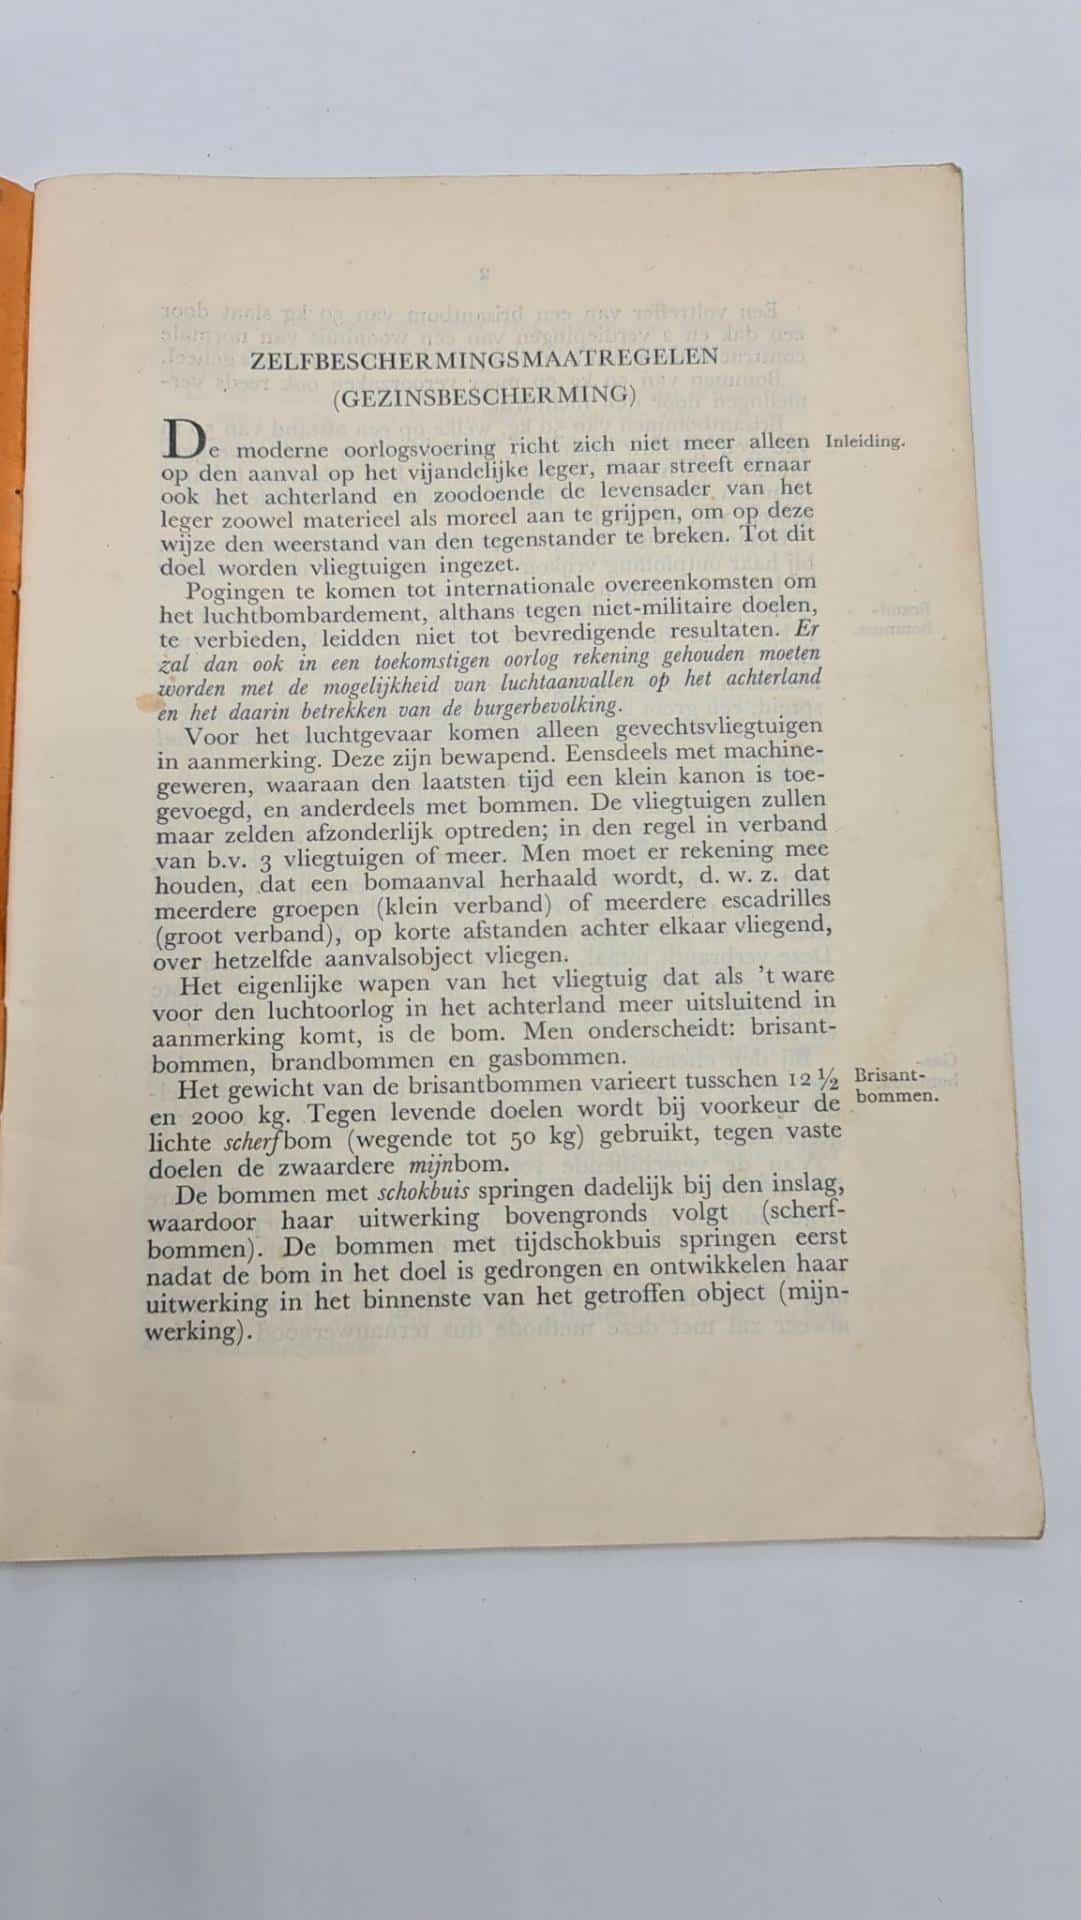 ZELFBESCHERMINGSMAATREGELEN
(GEZINSBESCHERMING)
De moderne oorlogsvoering richt zich niet meer alleen
Inleiding.
op den aanval op het vijandelijke leger, maar streeft ernaar
ook het achterland en zoodoende de levensader van het
leger zoowel materieel als moreel aan te grijpen, om op deze
wijze den weerstand van den tegenstander te breken. Tot dit
doel worden vliegtuigen ingezet.
Pogingen te komen tot internationale overeenkomsten om
het luchtbombardement, althans tegen niet-militaire doelen,
te verbieden, leidden niet tot bevredigende resultaten. Er
zal dan ook in een toekomstigen oorlog rekening gehouden moeten
worden met de mogelijkheid van luchtaanvallen op het achterland
en het daarin betrekken van de burgerbevolking.
Voor het luchtgevaar komen alleen gevechtsvliegtuigen
in aanmerking. Deze zijn bewapend. Eensdeels met machine-
geweren, waaraan den laatsten tijd een klein kanon is toe-
gevoegd, en anderdeels met bommen. De vliegtuigen zullen
maar zelden afzonderlijk optreden; in den regel in verband
van b.v. 3 vliegtuigen of meer. Men moet er rekening mee
houden, dat een bomaanval herhaald wordt, d. w. z. dat
meerdere groepen (klein verband) of meerdere escadrilles
(groot verband), op korte afstanden achter elkaar vliegend,
over hetzelfde aanvalsobject vliegen.
Het eigenlijke wapen van het vliegtuig dat als 't ware
voor den luchtoorlog in het achterland meer uitsluitend in
aanmerking komt, is de bom. Men onderscheidt: brisant-
bommen, brandbommen en gasbommen.
Het gewicht van de brisantbommen varieert tusschen 12 ½
Brisant-
bommen.
en 2000 kg. Tegen levende doelen wordt bij voorkeur de
lichte scherfbom (wegende tot 50 kg) gebruikt, tegen vaste
doelen de zwaardere mijnbom.
De bommen met schokbuis springen dadelijk bij den inslag,
waardoor haar uitwerking bovengronds volgt (scherf-
bommen). De bommen met tijdschokbuis springen eerst
nadat de bom in het doel is gedrongen en ontwikkelen haar
uitwerking in het binnenste van het getroffen object (mijn-
werking).